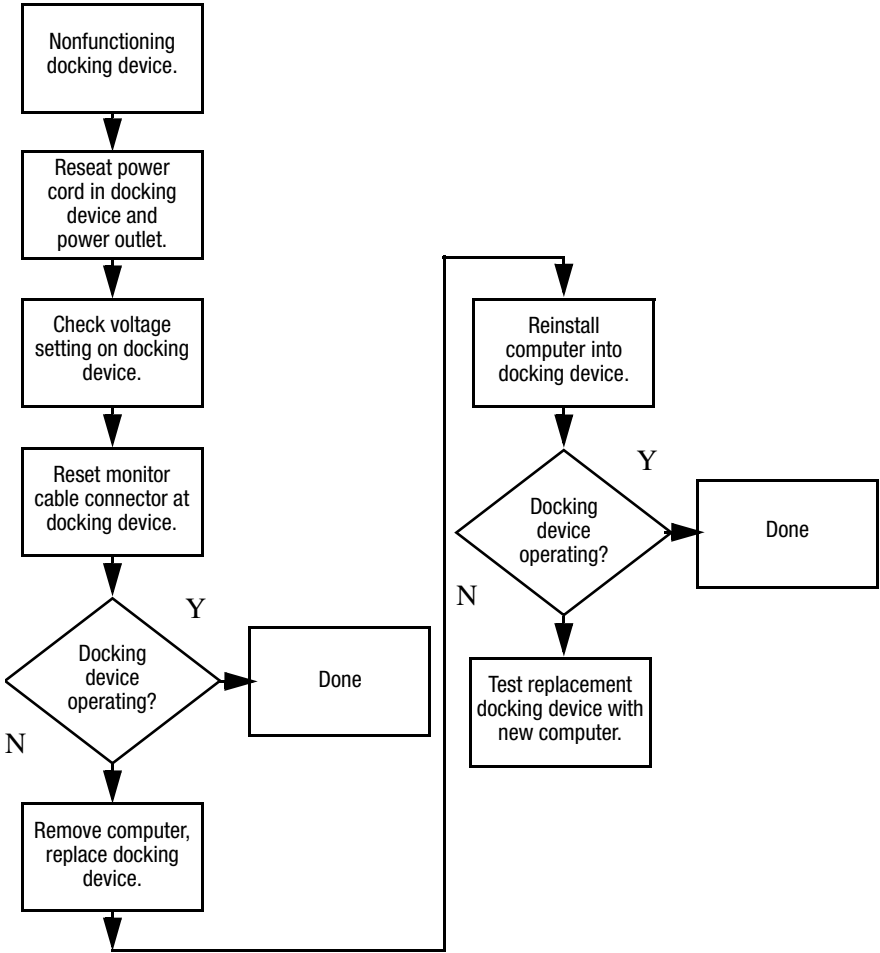 Nonfunctioning
docking device.
Reseat power
cord in docking
device and
power outlet.
Check voltage
setting on docking
device.
Reset monitor
cable connector at
docking device.
Docking
device
operating?
Y
Done
N
Remove computer,
replace docking
device.
Reinstall
computer into
docking device.
Docking
device
operating?
Y
Done
N
Test replacement
docking device with
new computer.